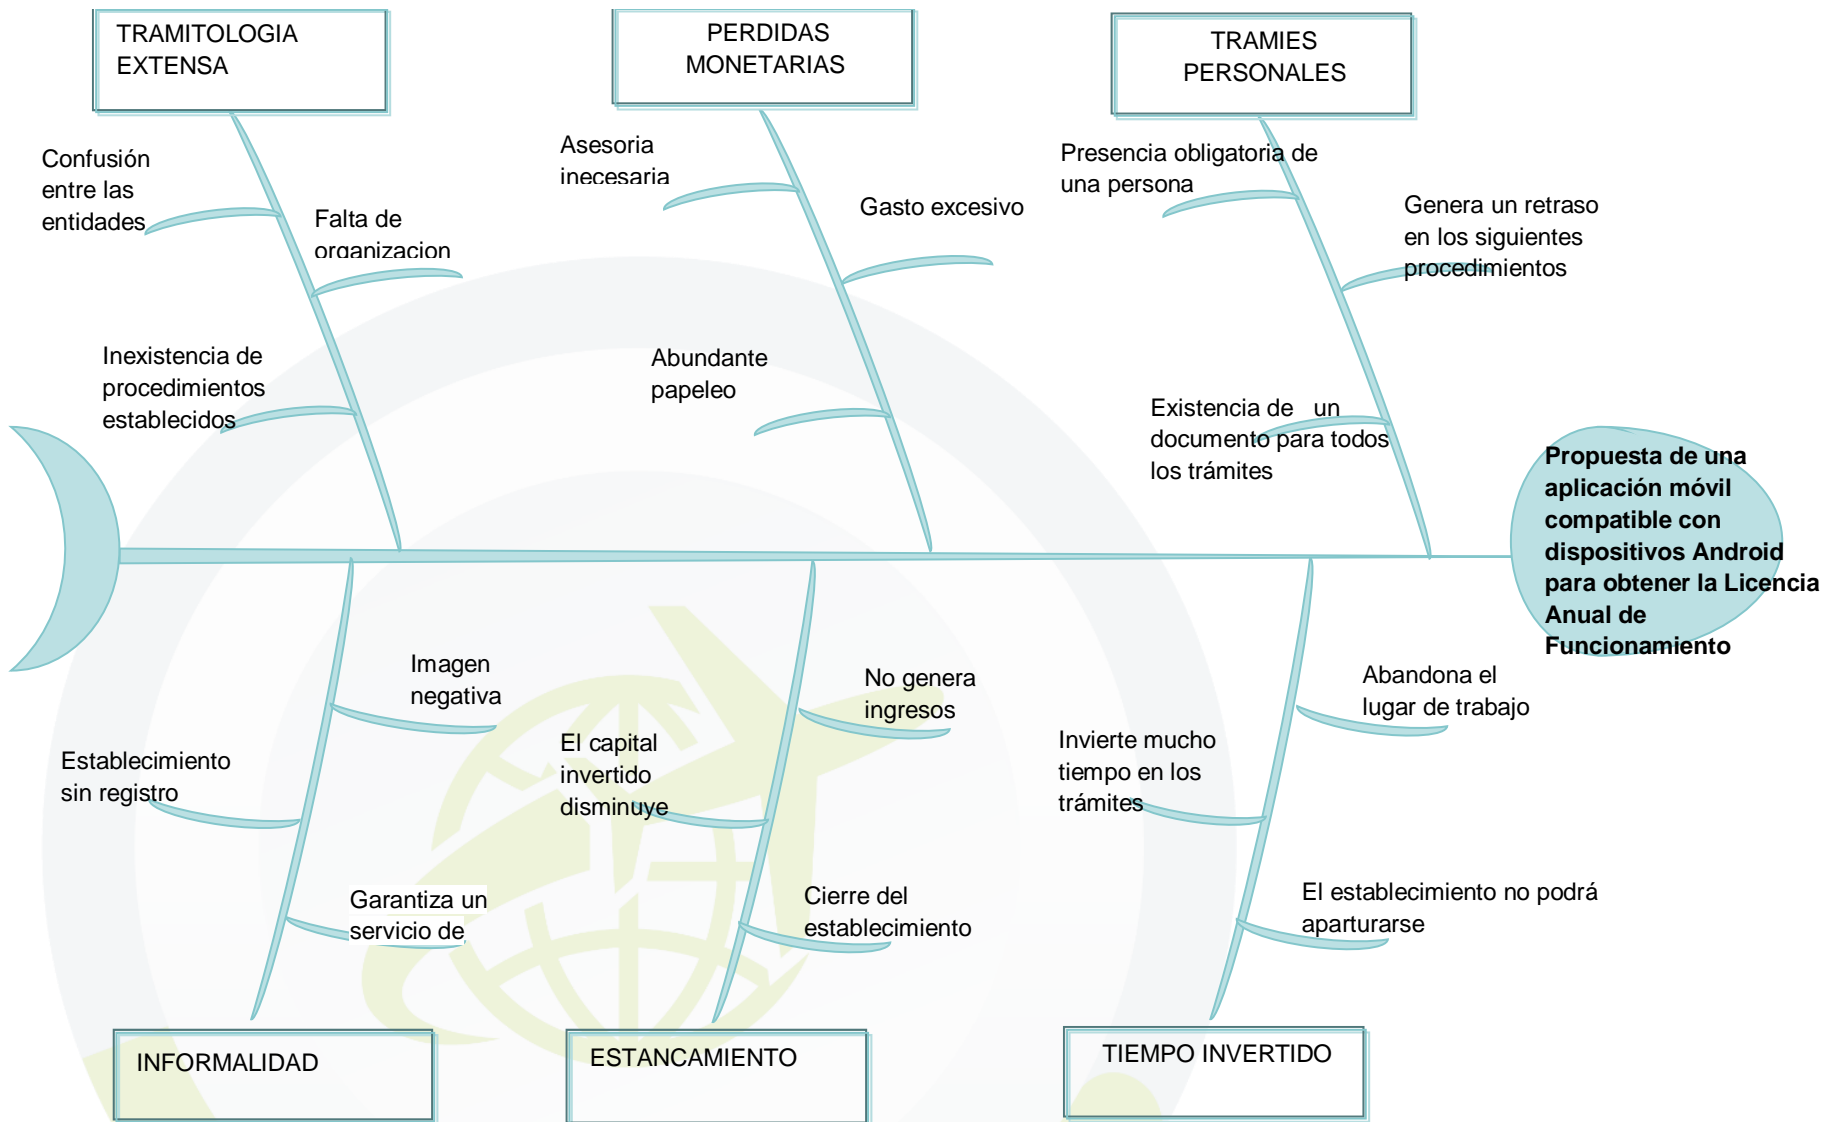 TRAMITOLOGIA
EXTENSA
PERDIDAS
MONETARIAS
TRAMIES
PERSONALES
Confusión
entre las
entidades
Falta de
organizacion
Inexistencia de
procedimientos
establecidos
Asesoria
inecesaria
Gasto excesivo
Abundante
papeleo
Presencia obligatoria de
una persona
Genera un retraso
en los siguientes
procedimientos
Existencia de un
documento para todos
los trámites
Propuesta de una
aplicación móvil
compatible con
dispositivos Android
para obtener la Licencia
Anual de
Funcionamiento
Imagen
negativa
Establecimiento
sin registro
Garantiza un
servicio de
No genera
ingresos
El capital
invertido
disminuye
Cierre del
establecimiento
Abandona el
lugar de trabajo
Invierte mucho
tiempo en los
trámites
El establecimiento no podrá
aparturarse
INFORMALIDAD
ESTANCAMIENTO
TIEMPO INVERTIDO